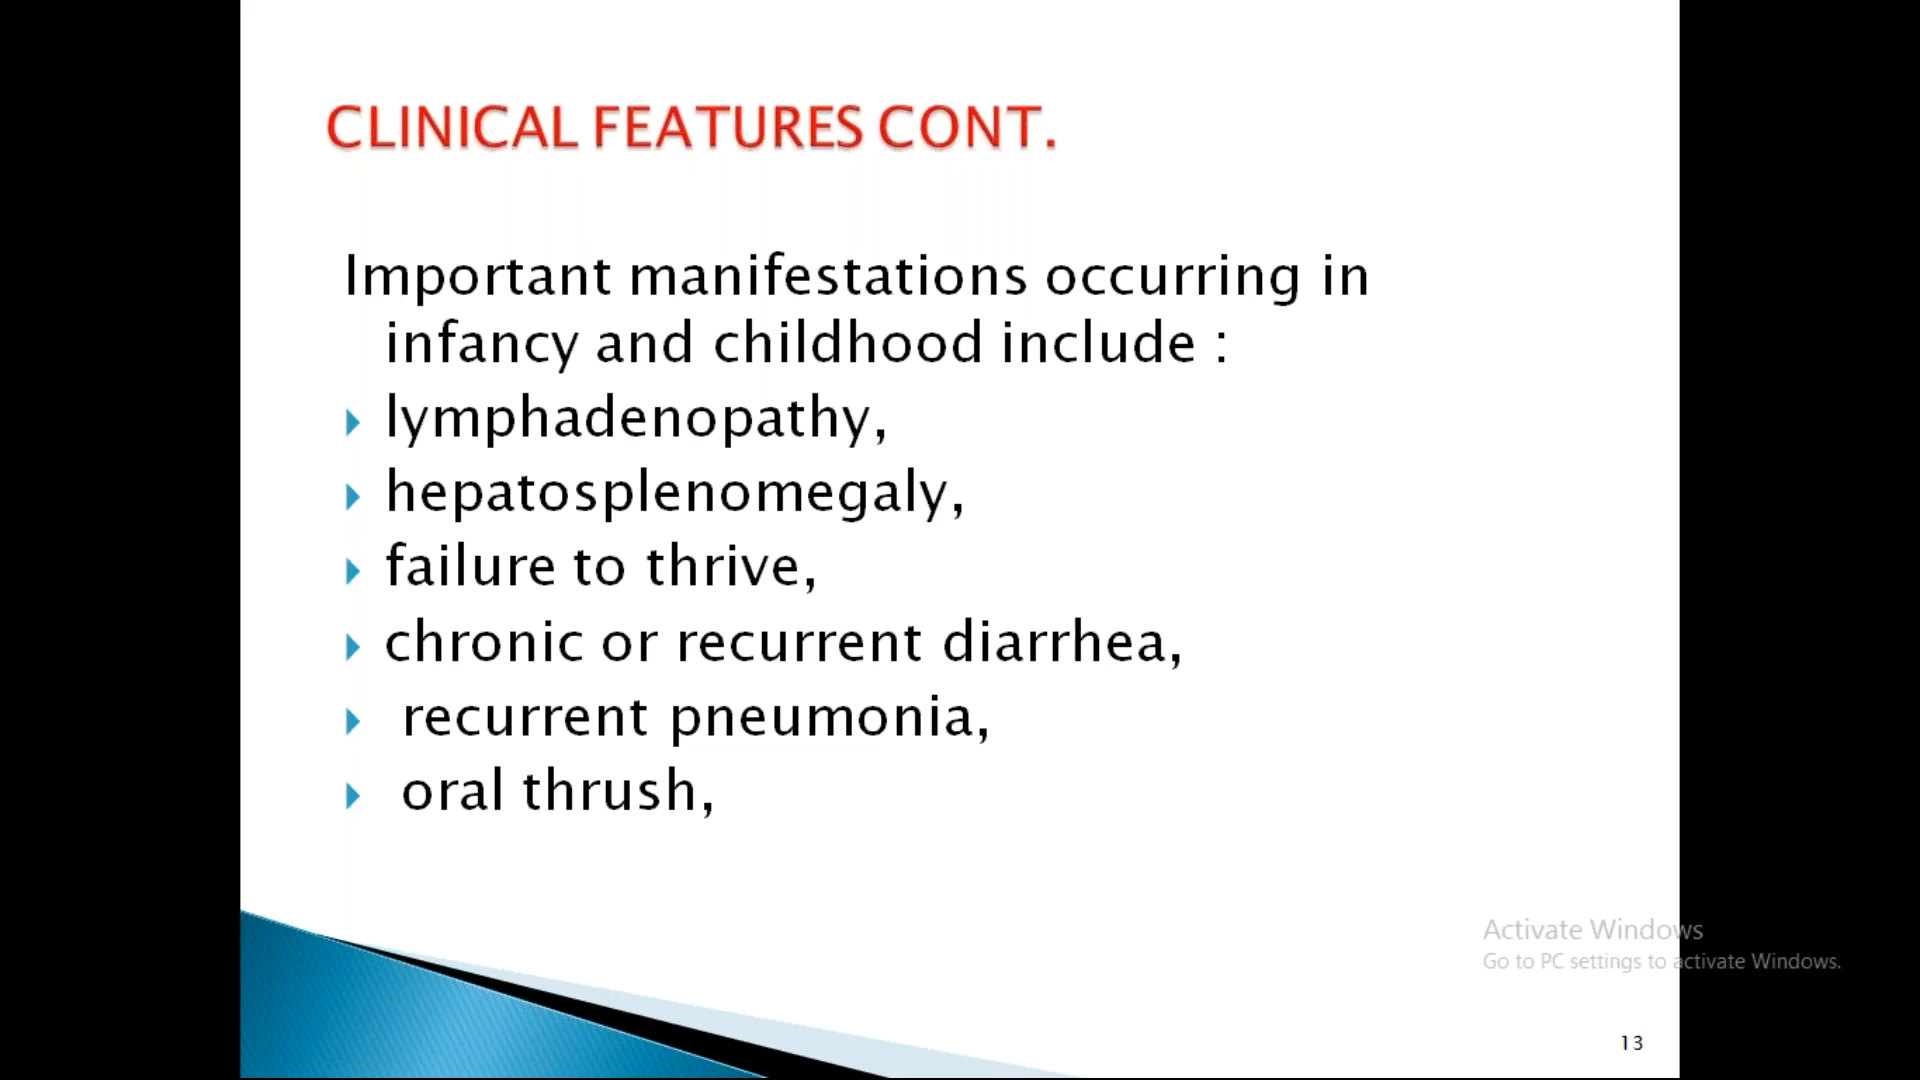 CLINICAL FEATURES CONT.
Important manifestations occurring in
infancy and childhood include :
lymphadenopathy,
hepatosplenomegaly,
failure to thrive,
chronic or recurrent diarrhea,
recurrent pneumonia,
oral thrush,
Activate Windows
Go to PC settings to activate Windows.
13